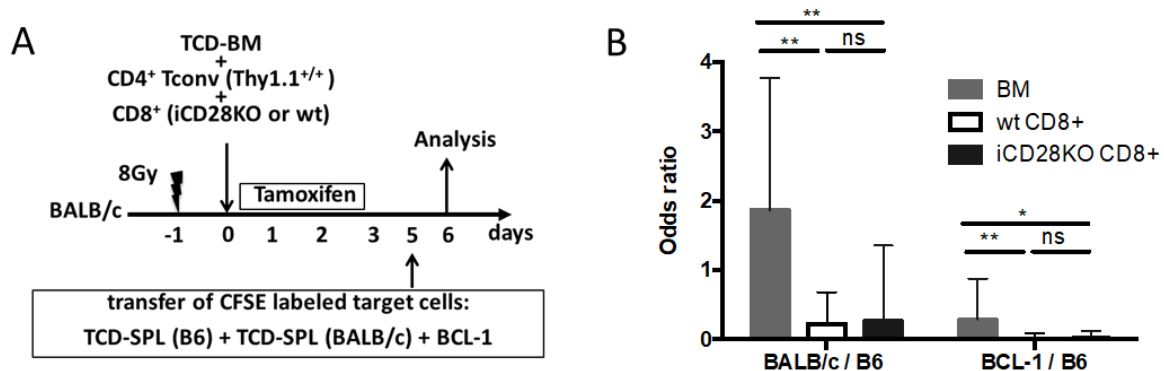 A
TCD-BM
+
CD4+ Tconv (Thy1.1+/+)
+
CD8+ (iCD28KO or wt)
Analysis
8Gy
Tamoxifen
BALB/c
-1 0 1 2 3 5 6 days
transfer of CFSE labeled target cells:
TCD-SPL (B6) + TCD-SPL (BALB/c) + BCL-1
B
**
** ns
BM
wt CD8+
iCD28KO CD8+
*
** ns
Odds ratio
4
3
2
1
0
BALB/c / B6 BCL-1 / B6